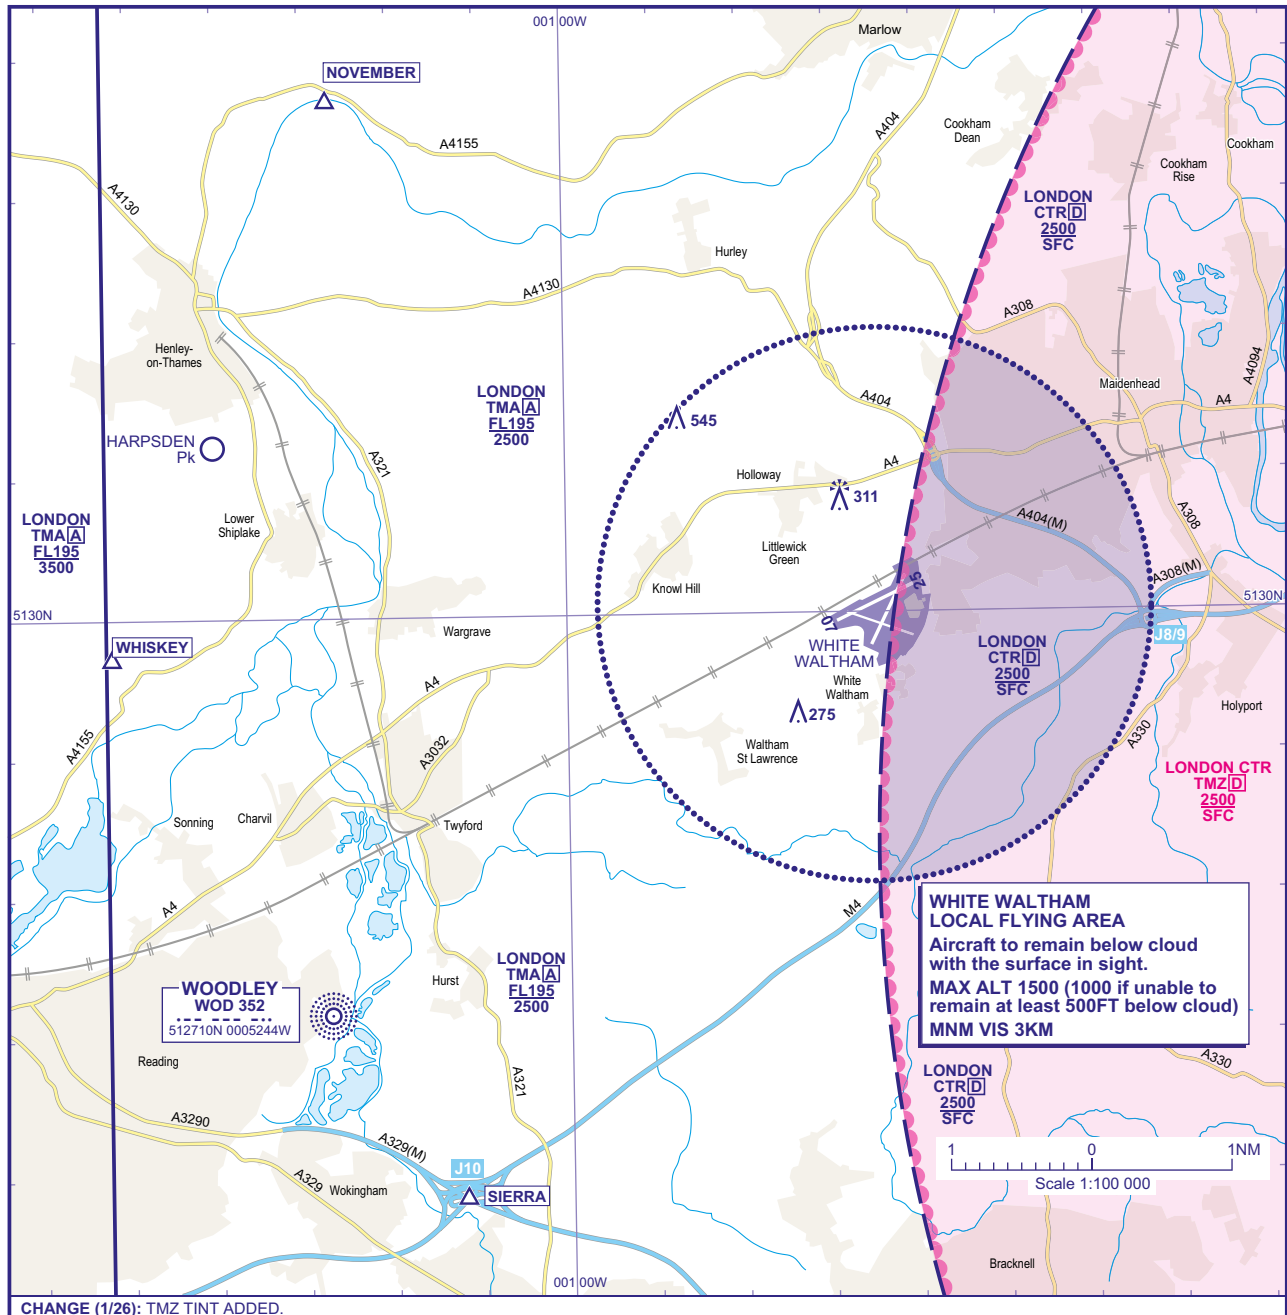 001 00W
Marlow
NOVEMBER
A4155
A404
Cookham
Dean
Cookham
Cookham
Rise
A4130
LONDON
CTR D
2500
SFC
Hurley
A4130
A308
Henley-
on-Thames
Maidenhead
A4094
LONDON
TMA A
FL195
2500
A404
A4
545
HARPSDEN
Pk
A321
Holloway
A4
311
LONDON
TMA A
FL195
3500
Lower
Shiplake
A404(M)
A308
Littlewick
Green
A308(M)
Knowl Hill
25
5130N
5130N
07
Wargrave
J8/9
WHISKEY
WHITE
WALTHAM
LONDON
CTR D
2500
SFC
White
Waltham
A4
Holyport
275
A4155
A3032
A330
Waltham
St Lawrence
LONDON CTR
TMZ D
2500
SFC
Sonning
Charvil
Twyford
A4
M4
WHITE WALTHAM
LOCAL FLYING AREA
Aircraft to remain below cloud
with the surface in sight.
MAX ALT 1500 (1000 if unable to
remain at least 500FT below cloud)
MNM VIS 3KM
LONDON
TMA A
FL195
2500
Hurst
WOODLEY
WOD 352
512710N 0005244W
Reading
A330
LONDON
CTR D
2500
SFC
A321
A3290
A329(M)
1 0 1NM
Scale 1:100 000
J10
A329
Wokingham
SIERRA
Bracknell
001 00W
CHANGE (1/26): TMZ TINT ADDED.